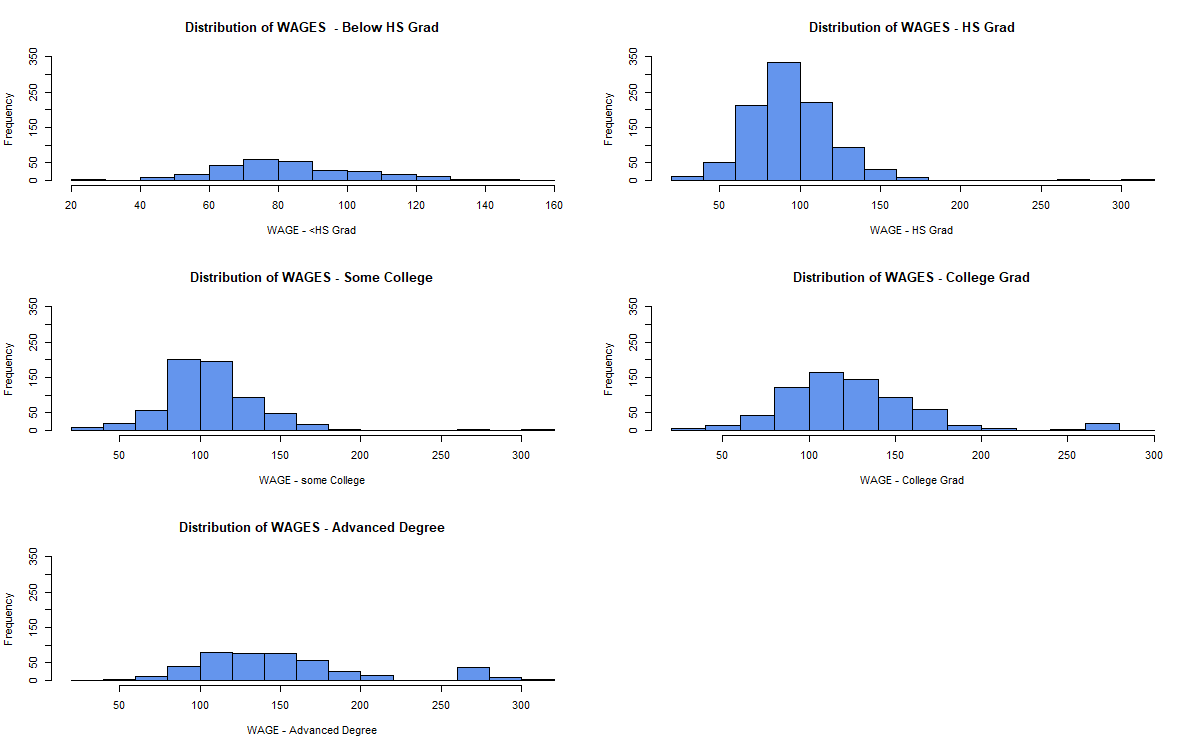 Distribution of WAGES  - Below HS Grad
Frequency
350
250
150
50
0
20 40 60 80 100 120 140 160
WAGE - <HS Grad
Distribution of WAGES - HS Grad
Frequency
350
250
150
50
0
50 100 150 200 250 300
WAGE - HS Grad
Distribution of WAGES - Some College
Frequency
350
250
150
50
0
50 100 150 200 250 300
WAGE - some College
Distribution of WAGES - College Grad
Frequency
350
250
150
50
0
50 100 150 200 250 300
WAGE - College Grad
Distribution of WAGES - Advanced Degree
Frequency
350
250
150
50
0
50 100 150 200 250 300
WAGE - Advanced Degree